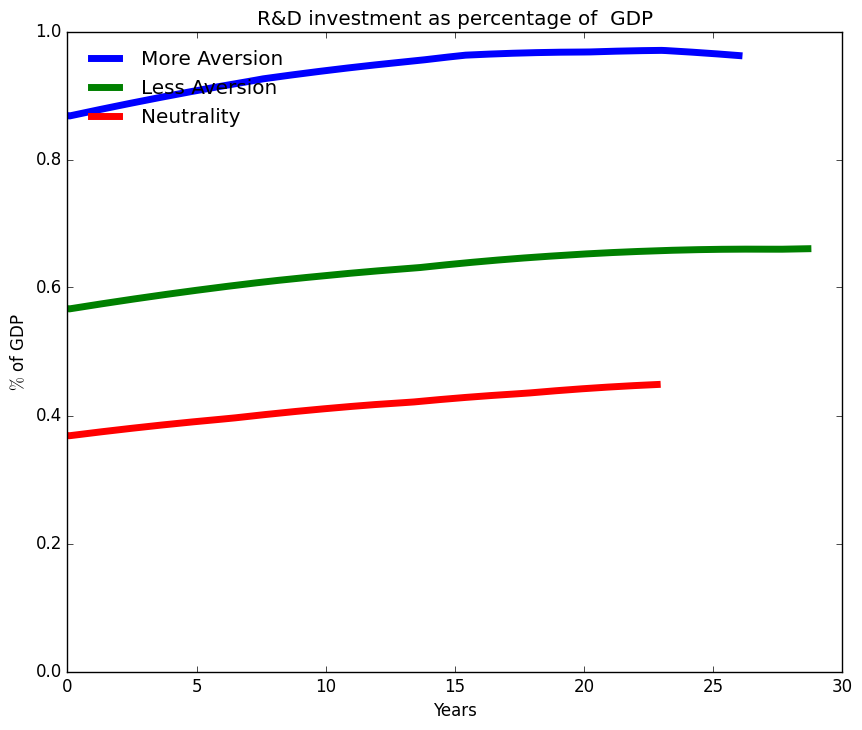 R&D investment as percentage of  GDP
1.0
0.8
0.6
0.4
0.2
0.0
% of GDP
More Aversion
Less Aversion
Neutrality
0 5 10 15 20 25 30
Years